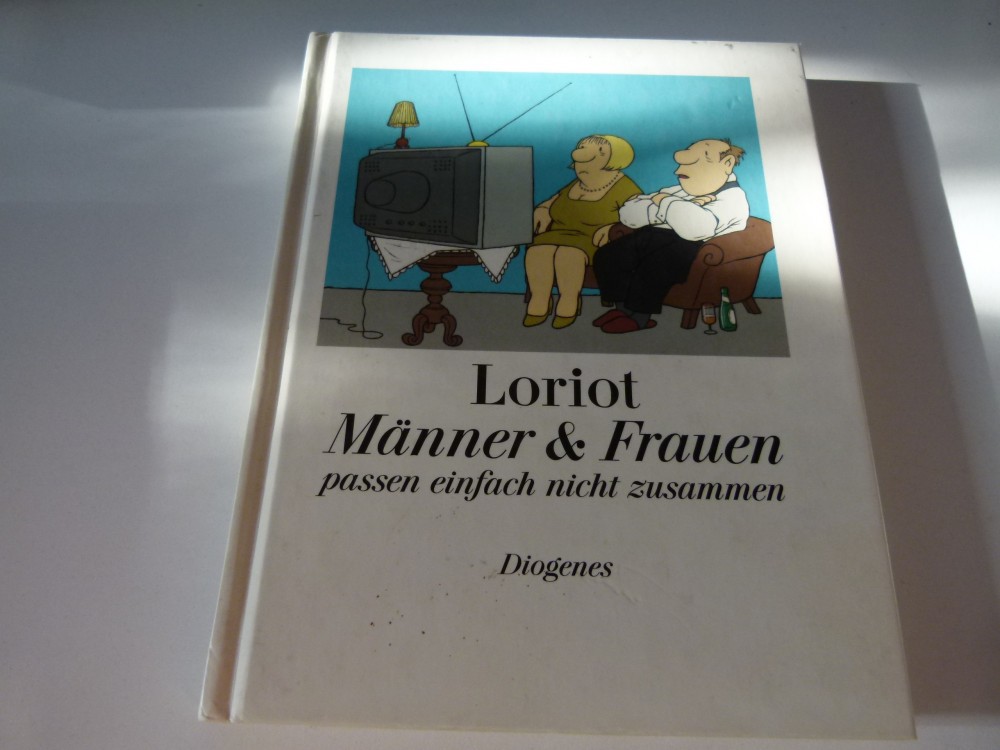 Loriot
Männer & Frauen
passen einfach nicht zusammen
Diogenes